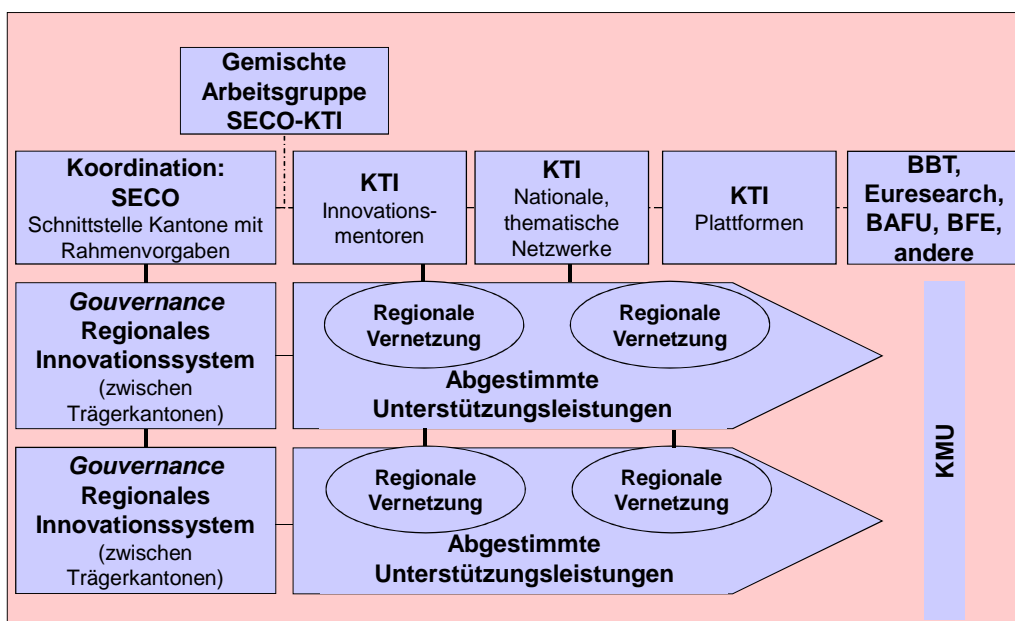 Gemischte
Arbeitsgruppe
SECO-KTI
Koordination:
SECO
Schnittstelle Kantone mit
Rahmenvorgaben
KTI
Innovations-
mentoren
KTI
Nationale,
thematische
Netzwerke
KTI
Plattformen
BBT,
Euresearch,
BAFU, BFE,
andere
Gouvernance
Regionales
Innovationssystem
(zwischen
Trägerkantonen)
Regionale
Vernetzung
Regionale
Vernetzung
Abgestimmte
Unterstützungsleistungen
Gouvernance
Regionales
Innovationssystem
(zwischen
Trägerkantonen)
Regionale
Vernetzung
Regionale
Vernetzung
Abgestimmte
Unterstützungsleistungen
KMU